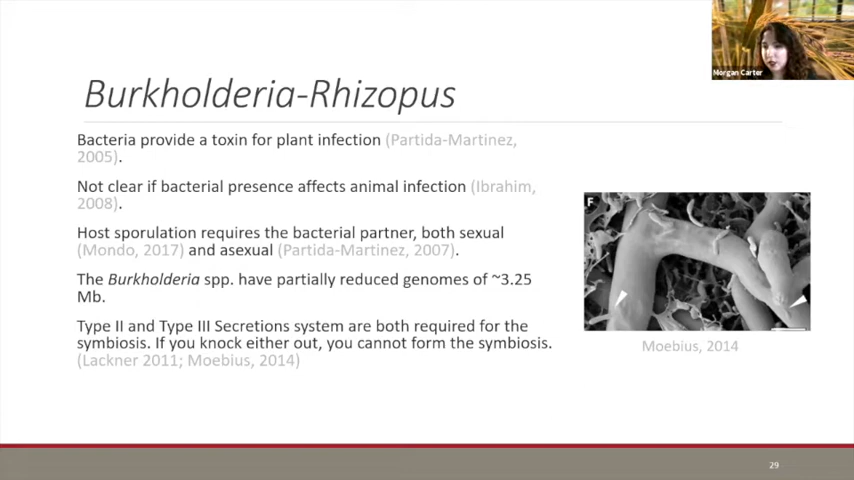 Morgan Carter
Burkholderia-Rhizopus
Bacteria provide a toxin for plant infection (Partida-Martinez,
2005).
Not clear if bacterial presence affects animal infection (Ibrahim,
2008).
Host sporulation requires the bacterial partner, both sexual
(Mondo, 2017) and asexual (Partida-Martinez, 2007).
The Burkholderia spp. have partially reduced genomes of ~3.25
Mb.
Type II and Type III Secretions system are both required for the
symbiosis. If you knock either out, you cannot form the symbiosis.
(Lackner 2011; Moebius, 2014)
F
Moebius, 2014
29